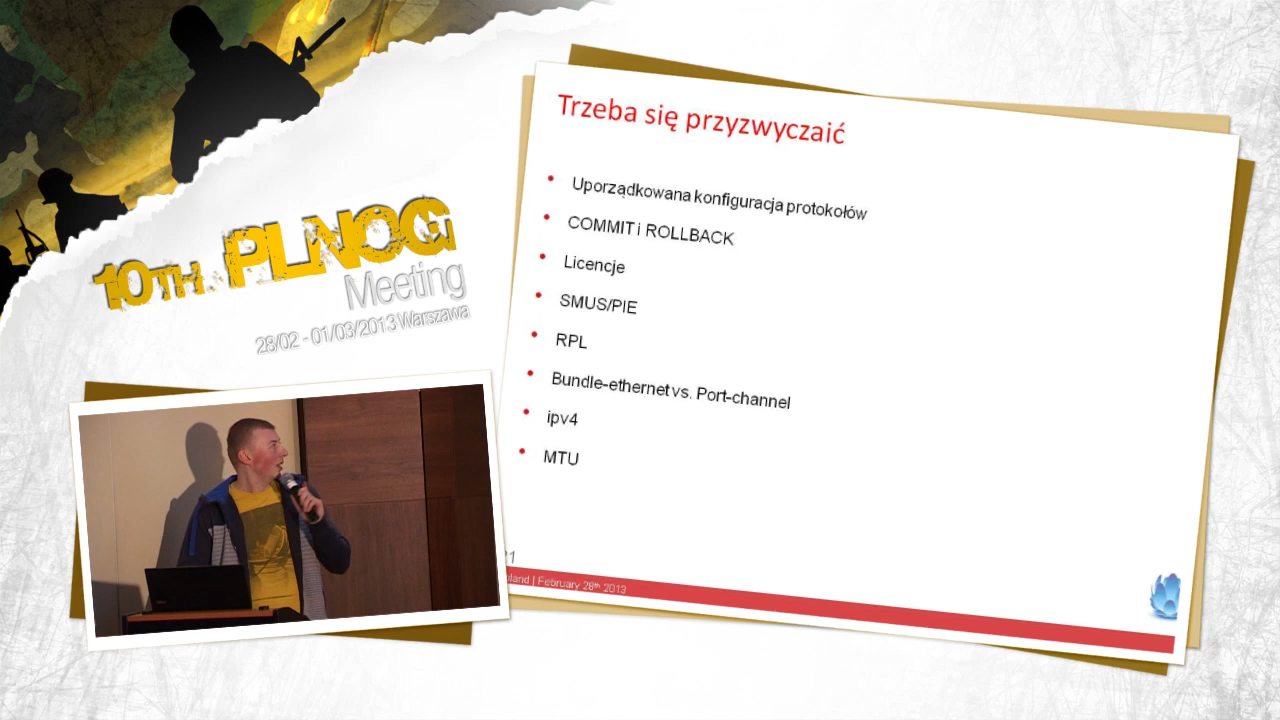 10TH PLNOG
Meeting
28/02 - 01/03/2013 Warszawa
Trzeba się przyzwyczaić
Uporządkowana konfiguracja protokołów
COMMIT i ROLLBACK
Licencje
SMUS/PIE
RPL
Bundle-ethernet vs. Port-channel
ipv4
MTU
| February 28th 2013